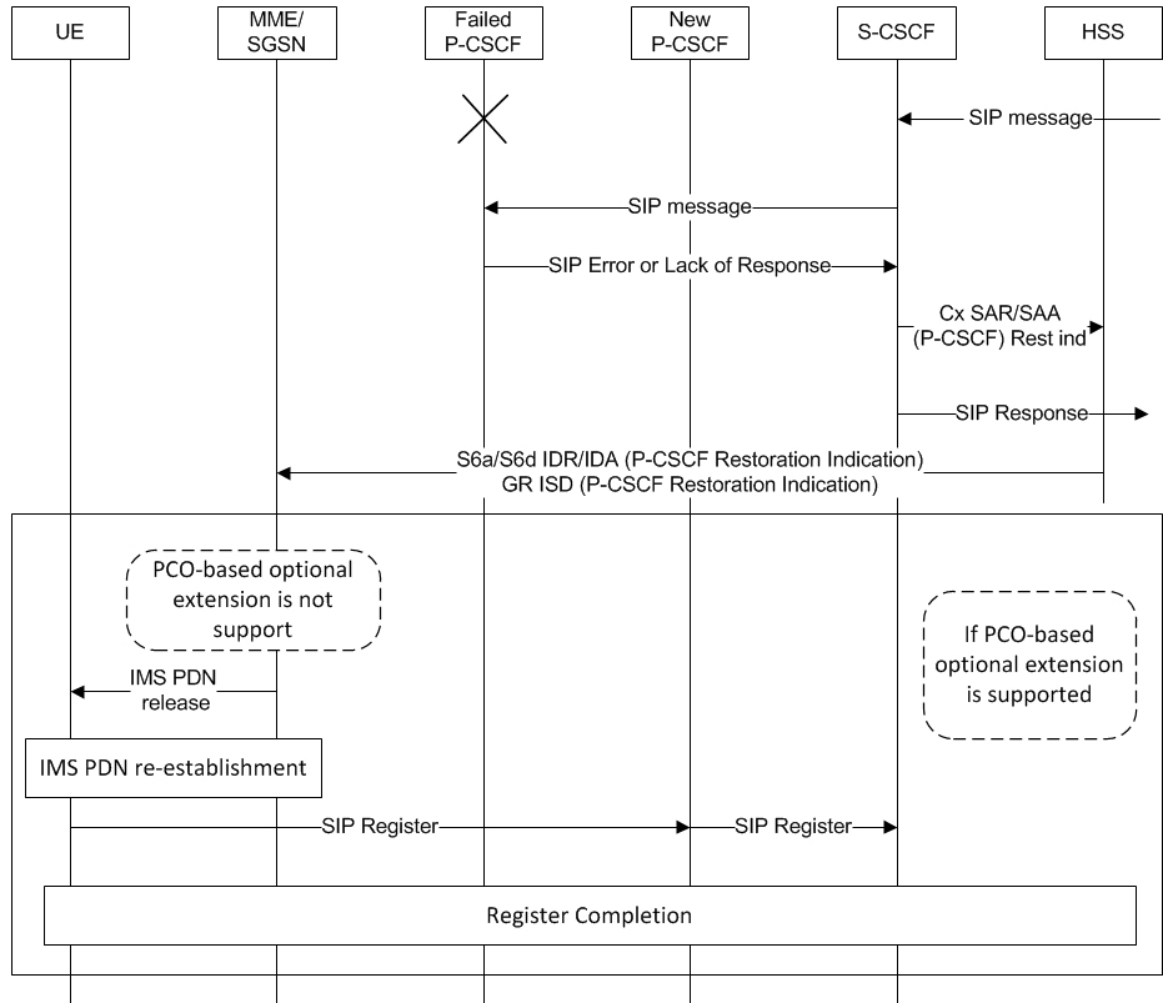 UE
MME/
SGSN
Failed
P-CSCF
New
P-CSCF
S-CSCF
HSS
SIP message
SIP message
SIP Error or Lack of Response
Cx SAR/SAA
(P-CSCF) Rest ind
SIP Response
S6a/S6d IDR/IDA (P-CSCF Restoration Indication)
GR ISD (P-CSCF Restoration Indication)
PCO-based optional
extension is not
support
If PCO-based
optional extension
is supported
IMS PDN
release
IMS PDN re-establishment
SIP Register
SIP Register
Register Completion